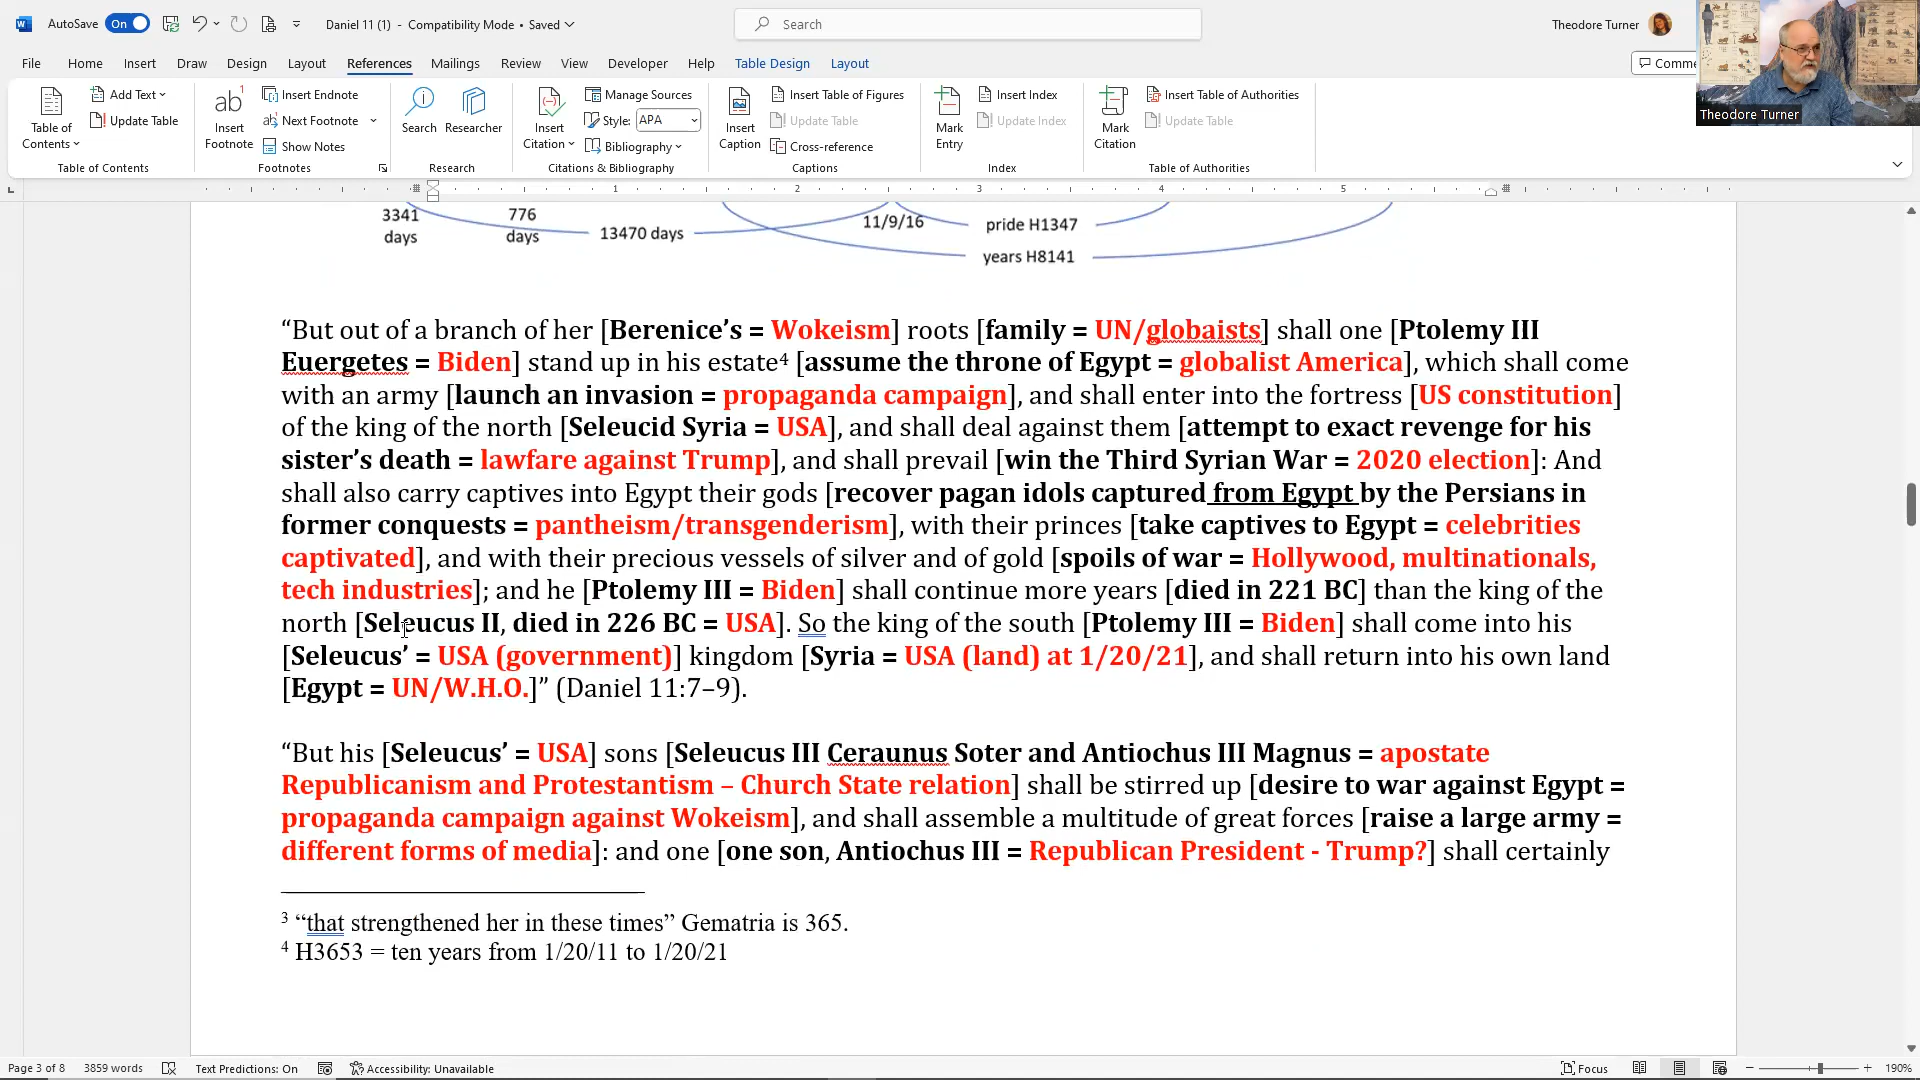 AutoSave On Daniel 11 (1) - Compatibility Mode • Saved Search Theodore Turner
File Home Insert Draw Design Layout References Mailings Review View Developer Help Table Design Layout Comme
Table of Contents Add Text Update Table Table of Contents
ab Insert Footnote Insert Endnote Next Footnote Show Notes Footnotes
Search Researcher Research
Insert Citation Manage Sources Style: APA Bibliography Citations & Bibliography
Insert Caption Insert Table of Figures Update Table Cross-reference Captions
Mark Entry Insert Index Update Index Index
Mark Citation Insert Table of Authorities Update Table Table of Authorities
Theodore Turner
1 2 3 4 5
3341 days
776 days
13470 days
11/9/16
pride H1347
years H8141
“But out of a branch of her [Berenice’s = Wokeism] roots [family = UN/globaists] shall one [Ptolemy III
Euergetes = Biden] stand up in his estate⁴ [assume the throne of Egypt = globalist America], which shall come
with an army [launch an invasion = propaganda campaign], and shall enter into the fortress [US constitution]
of the king of the north [Seleucid Syria = USA], and shall deal against them [attempt to exact revenge for his
sister’s death = lawfare against Trump], and shall prevail [win the Third Syrian War = 2020 election]: And
shall also carry captives into Egypt their gods [recover pagan idols captured from Egypt by the Persians in
former conquests = pantheism/transgenderism], with their princes [take captives to Egypt = celebrities
captivated], and with their precious vessels of silver and of gold [spoils of war = Hollywood, multinationals,
tech industries]; and he [Ptolemy III = Biden] shall continue more years [died in 221 BC] than the king of the
north [Seleucus II, died in 226 BC = USA]. So the king of the south [Ptolemy III = Biden] shall come into his
[Seleucus’ = USA (government)] kingdom [Syria = USA (land) at 1/20/21], and shall return into his own land
[Egypt = UN/W.H.O.]” (Daniel 11:7–9).
“But his [Seleucus’ = USA] sons [Seleucus III Ceraunus Soter and Antiochus III Magnus = apostate
Republicanism and Protestantism – Church State relation] shall be stirred up [desire to war against Egypt =
propaganda campaign against Wokeism], and shall assemble a multitude of great forces [raise a large army =
different forms of media]: and one [one son, Antiochus III = Republican President - Trump?] shall certainly
³ “that strengthened her in these times” Gematria is 365.
⁴ H3653 = ten years from 1/20/11 to 1/20/21
Page 3 of 8 3859 words Text Predictions: On Accessibility: Unavailable Focus 190%